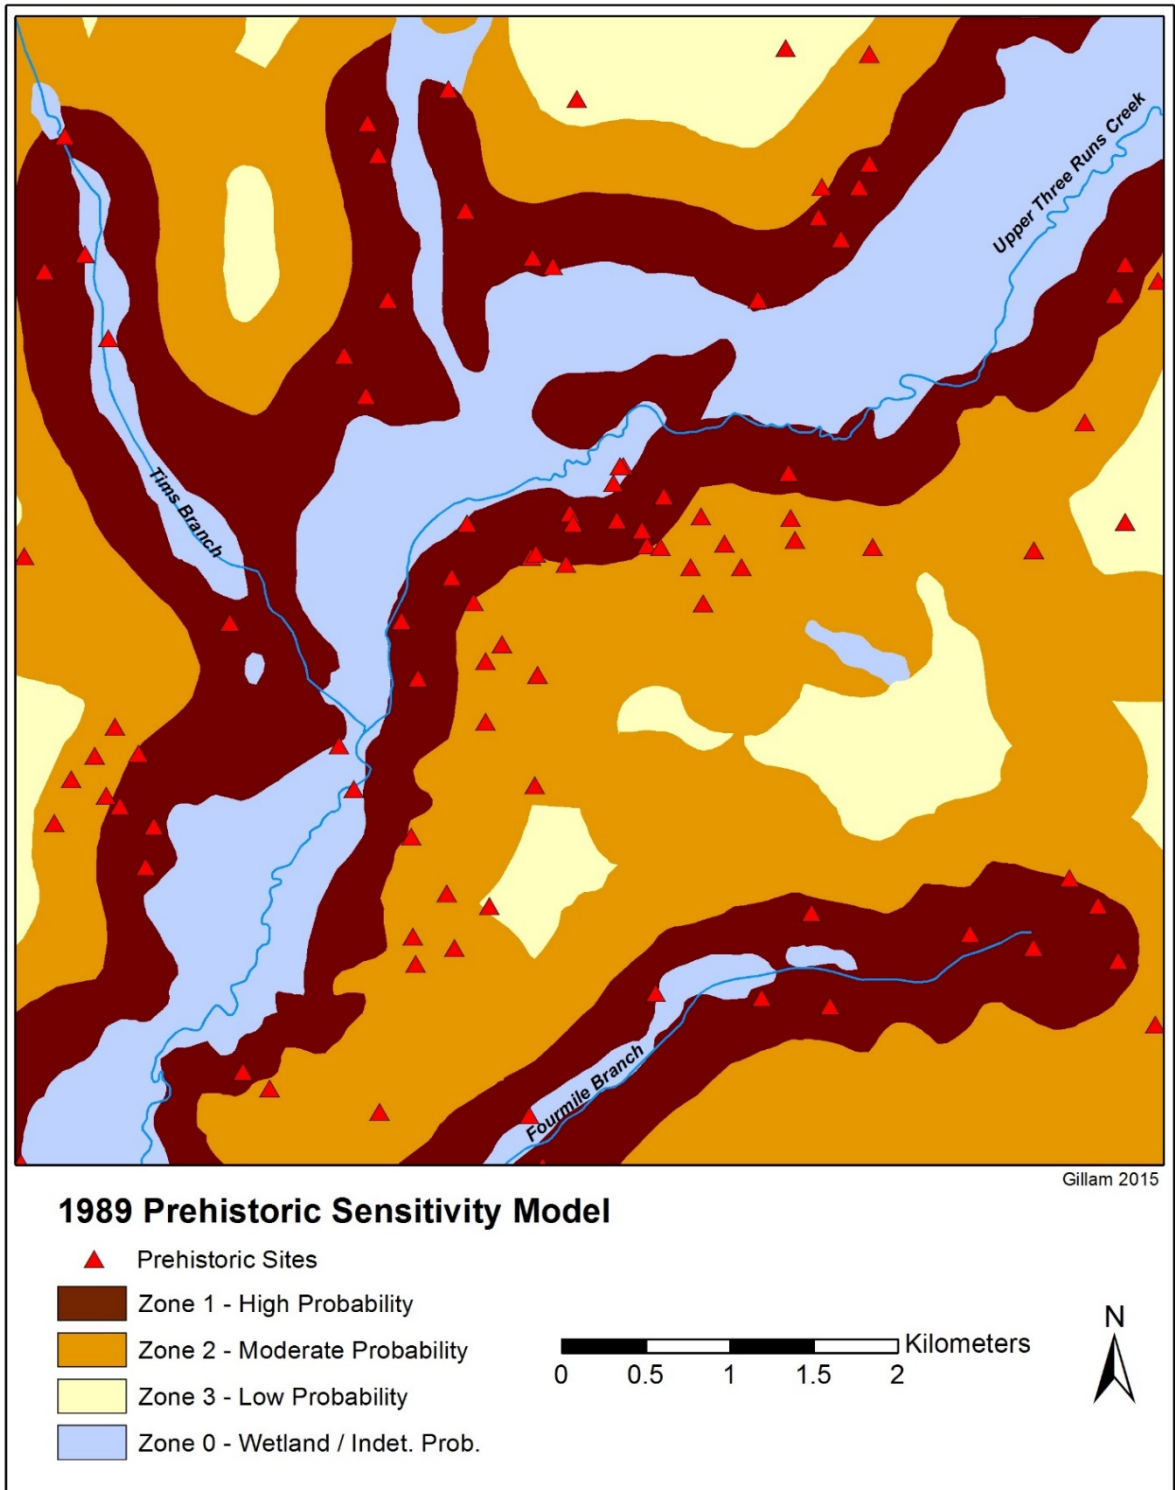 Upper Three Runs Creek
Tims Branch
Fourmile Branch
Gillam 2015
1989 Prehistoric Sensitivity Model
Prehistoric Sites
Zone 1 - High Probability
Zone 2 - Moderate Probability
Zone 3 - Low Probability
Zone 0 - Wetland / Indet. Prob.
Kilometers
0 0.5 1 1.5 2
N